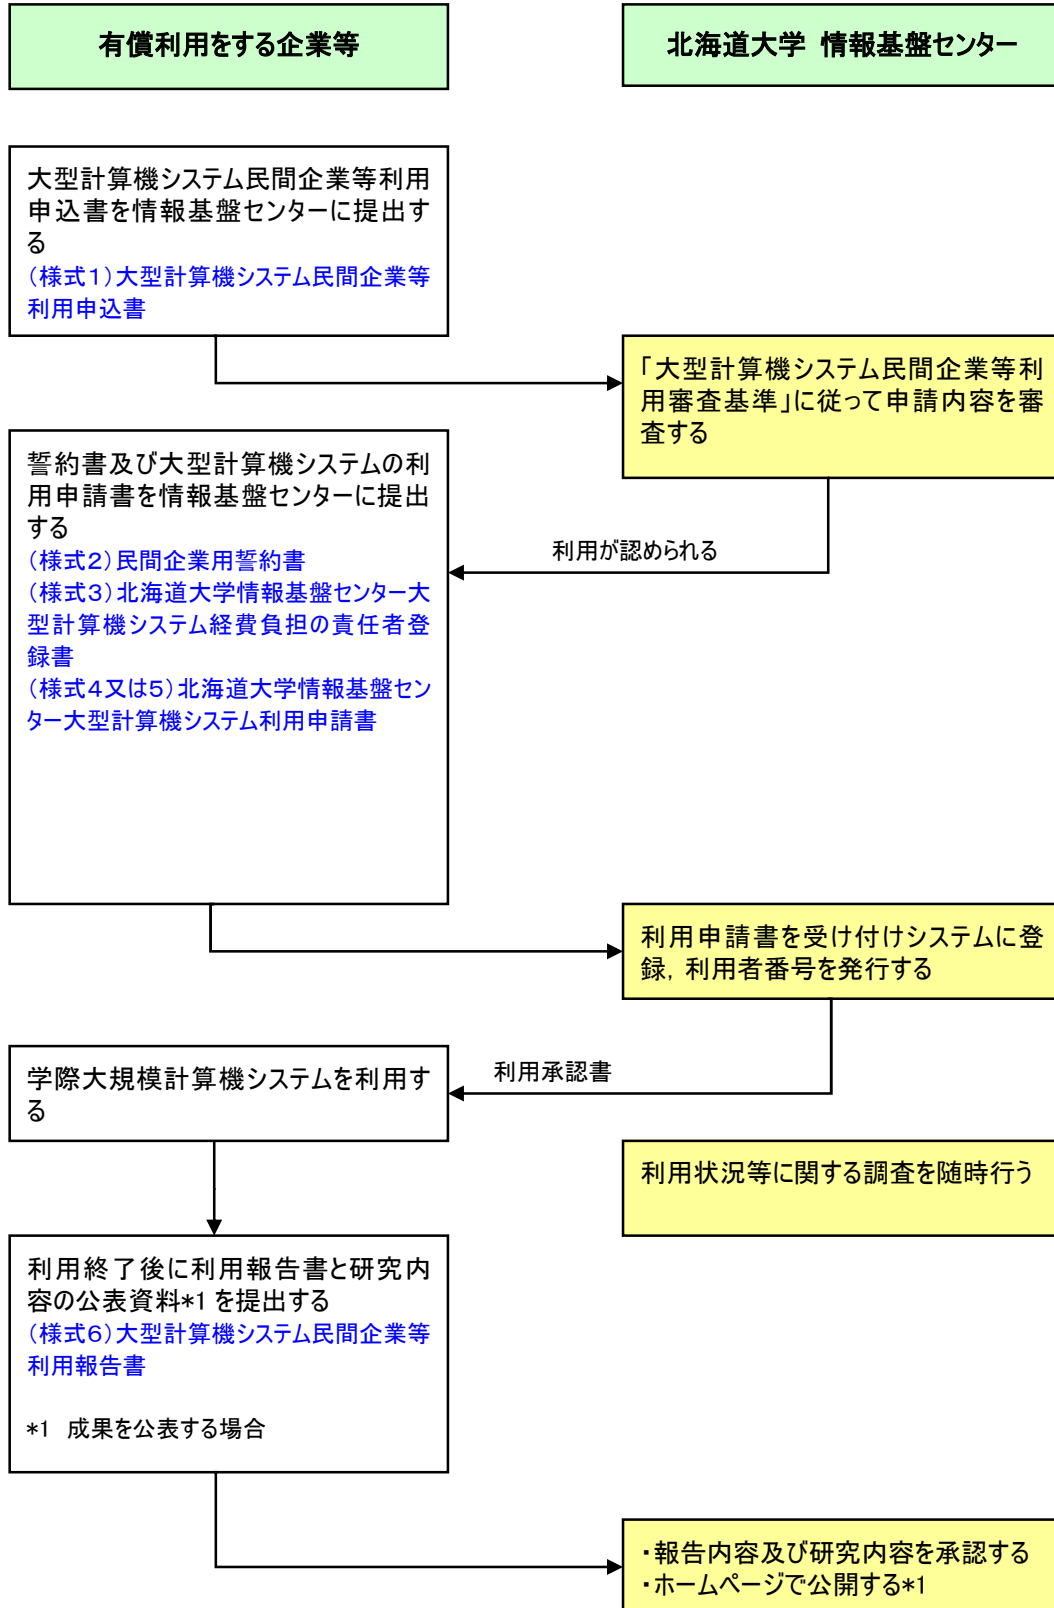 有償利用をする企業等
北海道大学 情報基盤センター
大型計算機システム民間企業等利用
申込書を情報基盤センターに提出す
る
(様式1)大型計算機システム民間企業等
利用申込書
「大型計算機システム民間企業等利
用審査基準」に従って申請内容を審
査する
利用が認められる
誓約書及び大型計算機システムの利
用申請書を情報基盤センターに提出
する
(様式2)民間企業用誓約書
(様式3)北海道大学情報基盤センター大
型計算機システム経費負担の責任者登
録書
(様式4又は5)北海道大学情報基盤セン
ター大型計算機システム利用申請書
利用申請書を受け付けシステムに登
録，利用者番号を発行する
利用承認書
学際大規模計算機システムを利用す
る
利用状況等に関する調査を随時行う
利用終了後に利用報告書と研究内
容の公表資料*1 を提出する
(様式6)大型計算機システム民間企業等
利用報告書
*1 成果を公表する場合
・報告内容及び研究内容を承認する
・ホームページで公開する*1